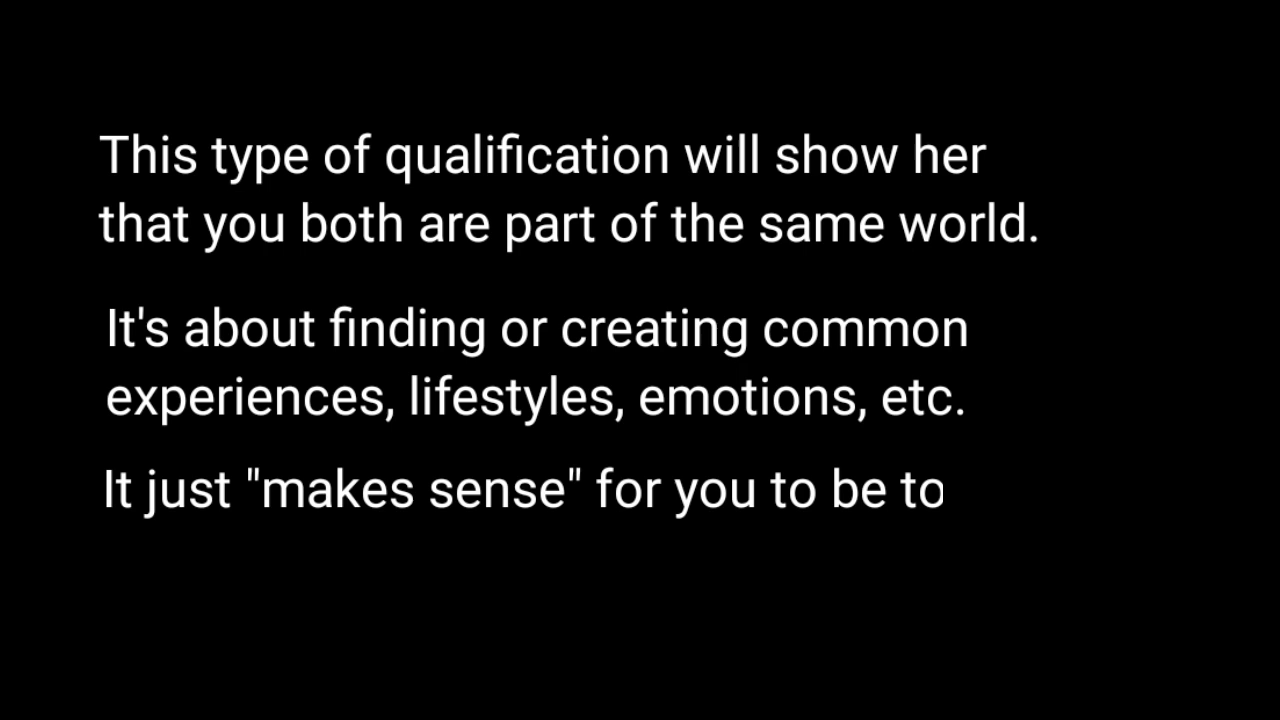 This type of qualification will show her
that you both are part of the same world.
It's about finding or creating common
experiences, lifestyles, emotions, etc.
It just "makes sense" for you to be to